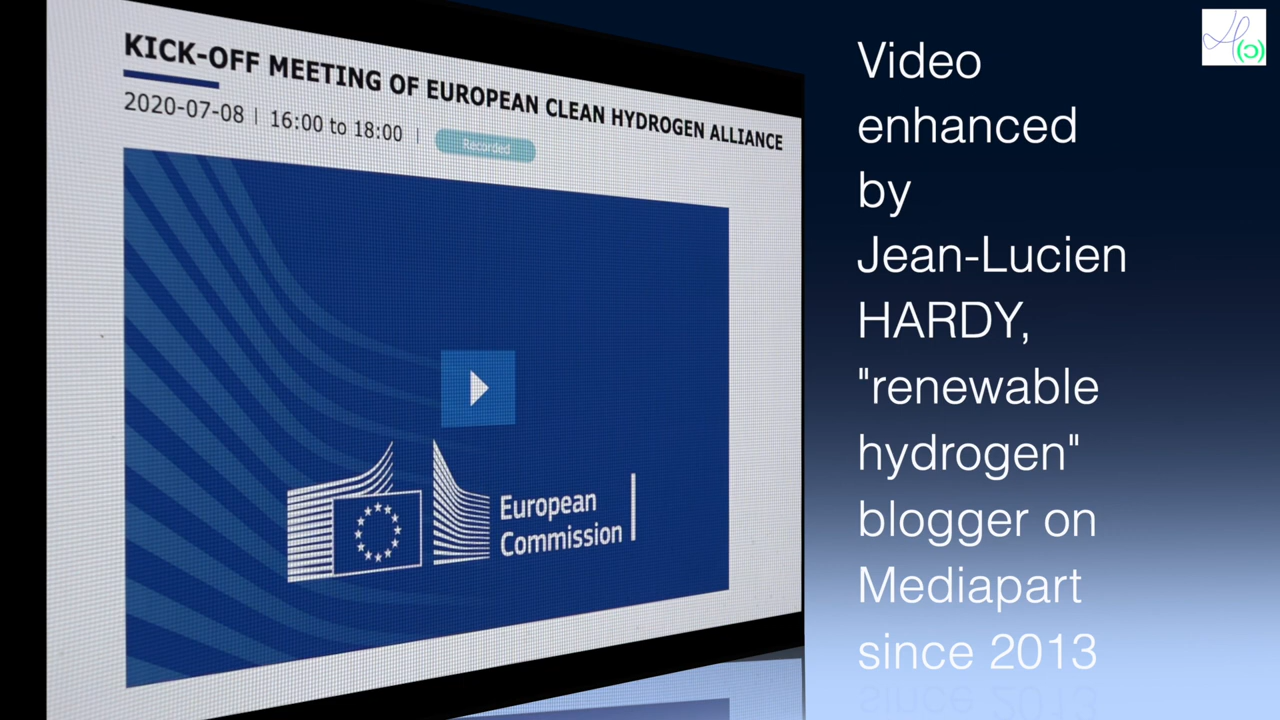 KICK-OFF MEETING OF EUROPEAN CLEAN HYDROGEN ALLIANCE
2020-07-08 | 16:00 to 18:00 |
Recorded
European
Commission
Video
enhanced
by
Jean-Lucien
HARDY,
"renewable
hydrogen"
blogger on
Mediapart
since 2013